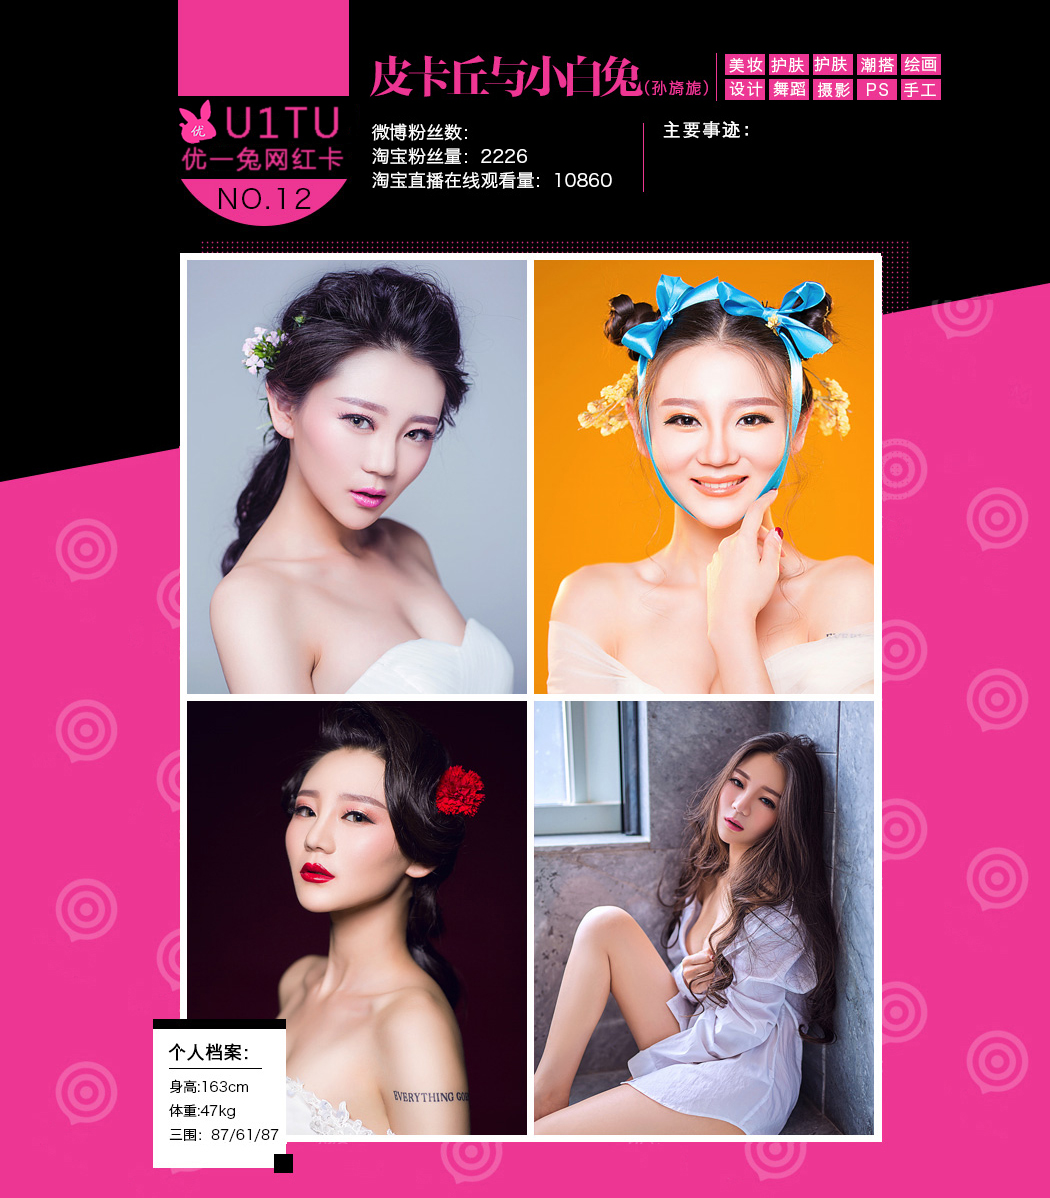 U1TU
优
优一兔网红卡
NO.12
皮卡丘与小白兔(孙旖旎)
美妆 护肤 护肤 潮搭 绘画
设计 舞蹈 摄影 PS 手工
微博粉丝数:
淘宝粉丝量: 2226
淘宝直播在线观看量: 10860
主要事迹:
EVERYTHING GO
个人档案:
身高:163cm
体重:47kg
三围: 87/61/87